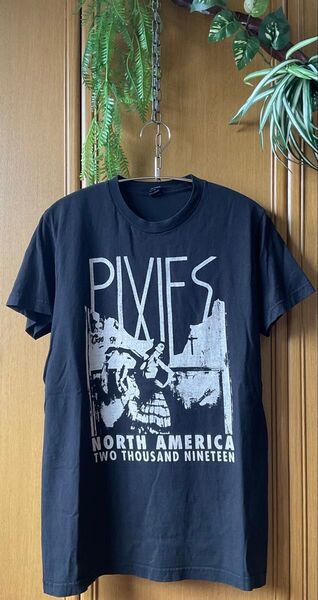 PIXIES
NORTH AMERICA
TWO THOUSAND NINETEEN